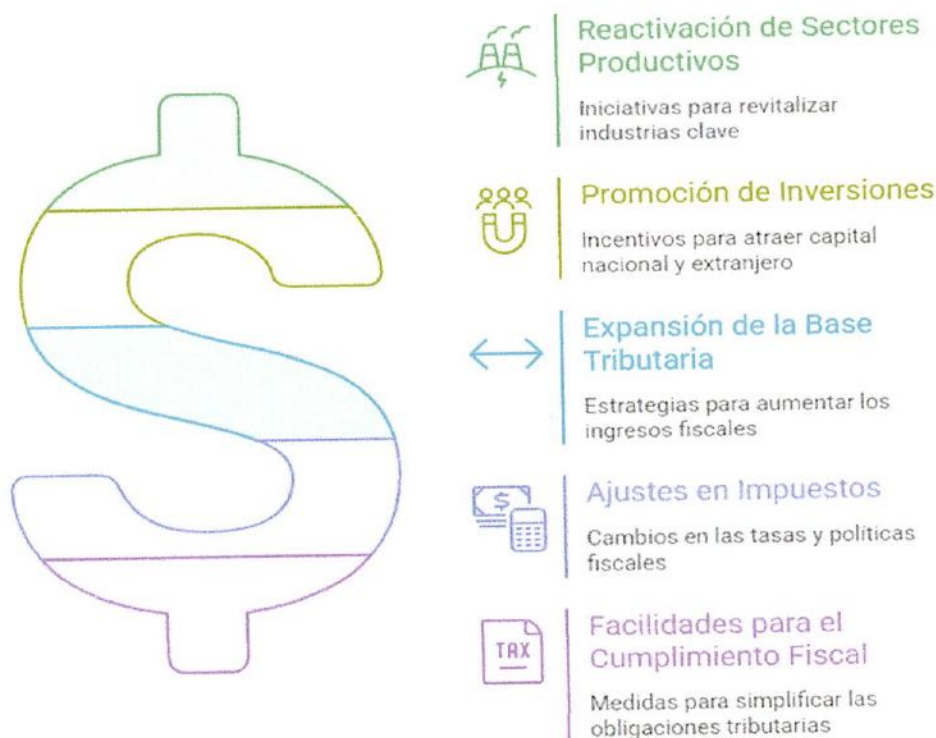 Reactivación de Sectores
Productivos
Iniciativas para revitalizar
industrias clave
Promoción de Inversiones
Incentivos para atraer capital
nacional y extranjero
Expansión de la Base
Tributaria
Estrategias para aumentar los
ingresos fiscales
$
Ajustes en Impuestos
Cambios en las tasas y políticas
fiscales
TAX
Facilidades para el
Cumplimiento Fiscal
Medidas para simplificar las
obligaciones tributarias